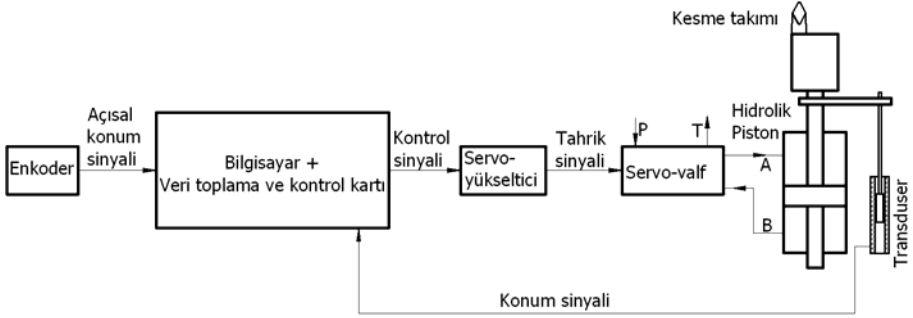 Kesme takımı
Açısal
konum
sinyali
Enkoder
Bilgisayar +
Veri toplama ve kontrol kartı
Kontrol
sinyali
Servo-
yükseltici
Tahrik
sinyali
P
T
Servo-valf
Hidrolik
Piston
A
B
Transduser
Konum sinyali